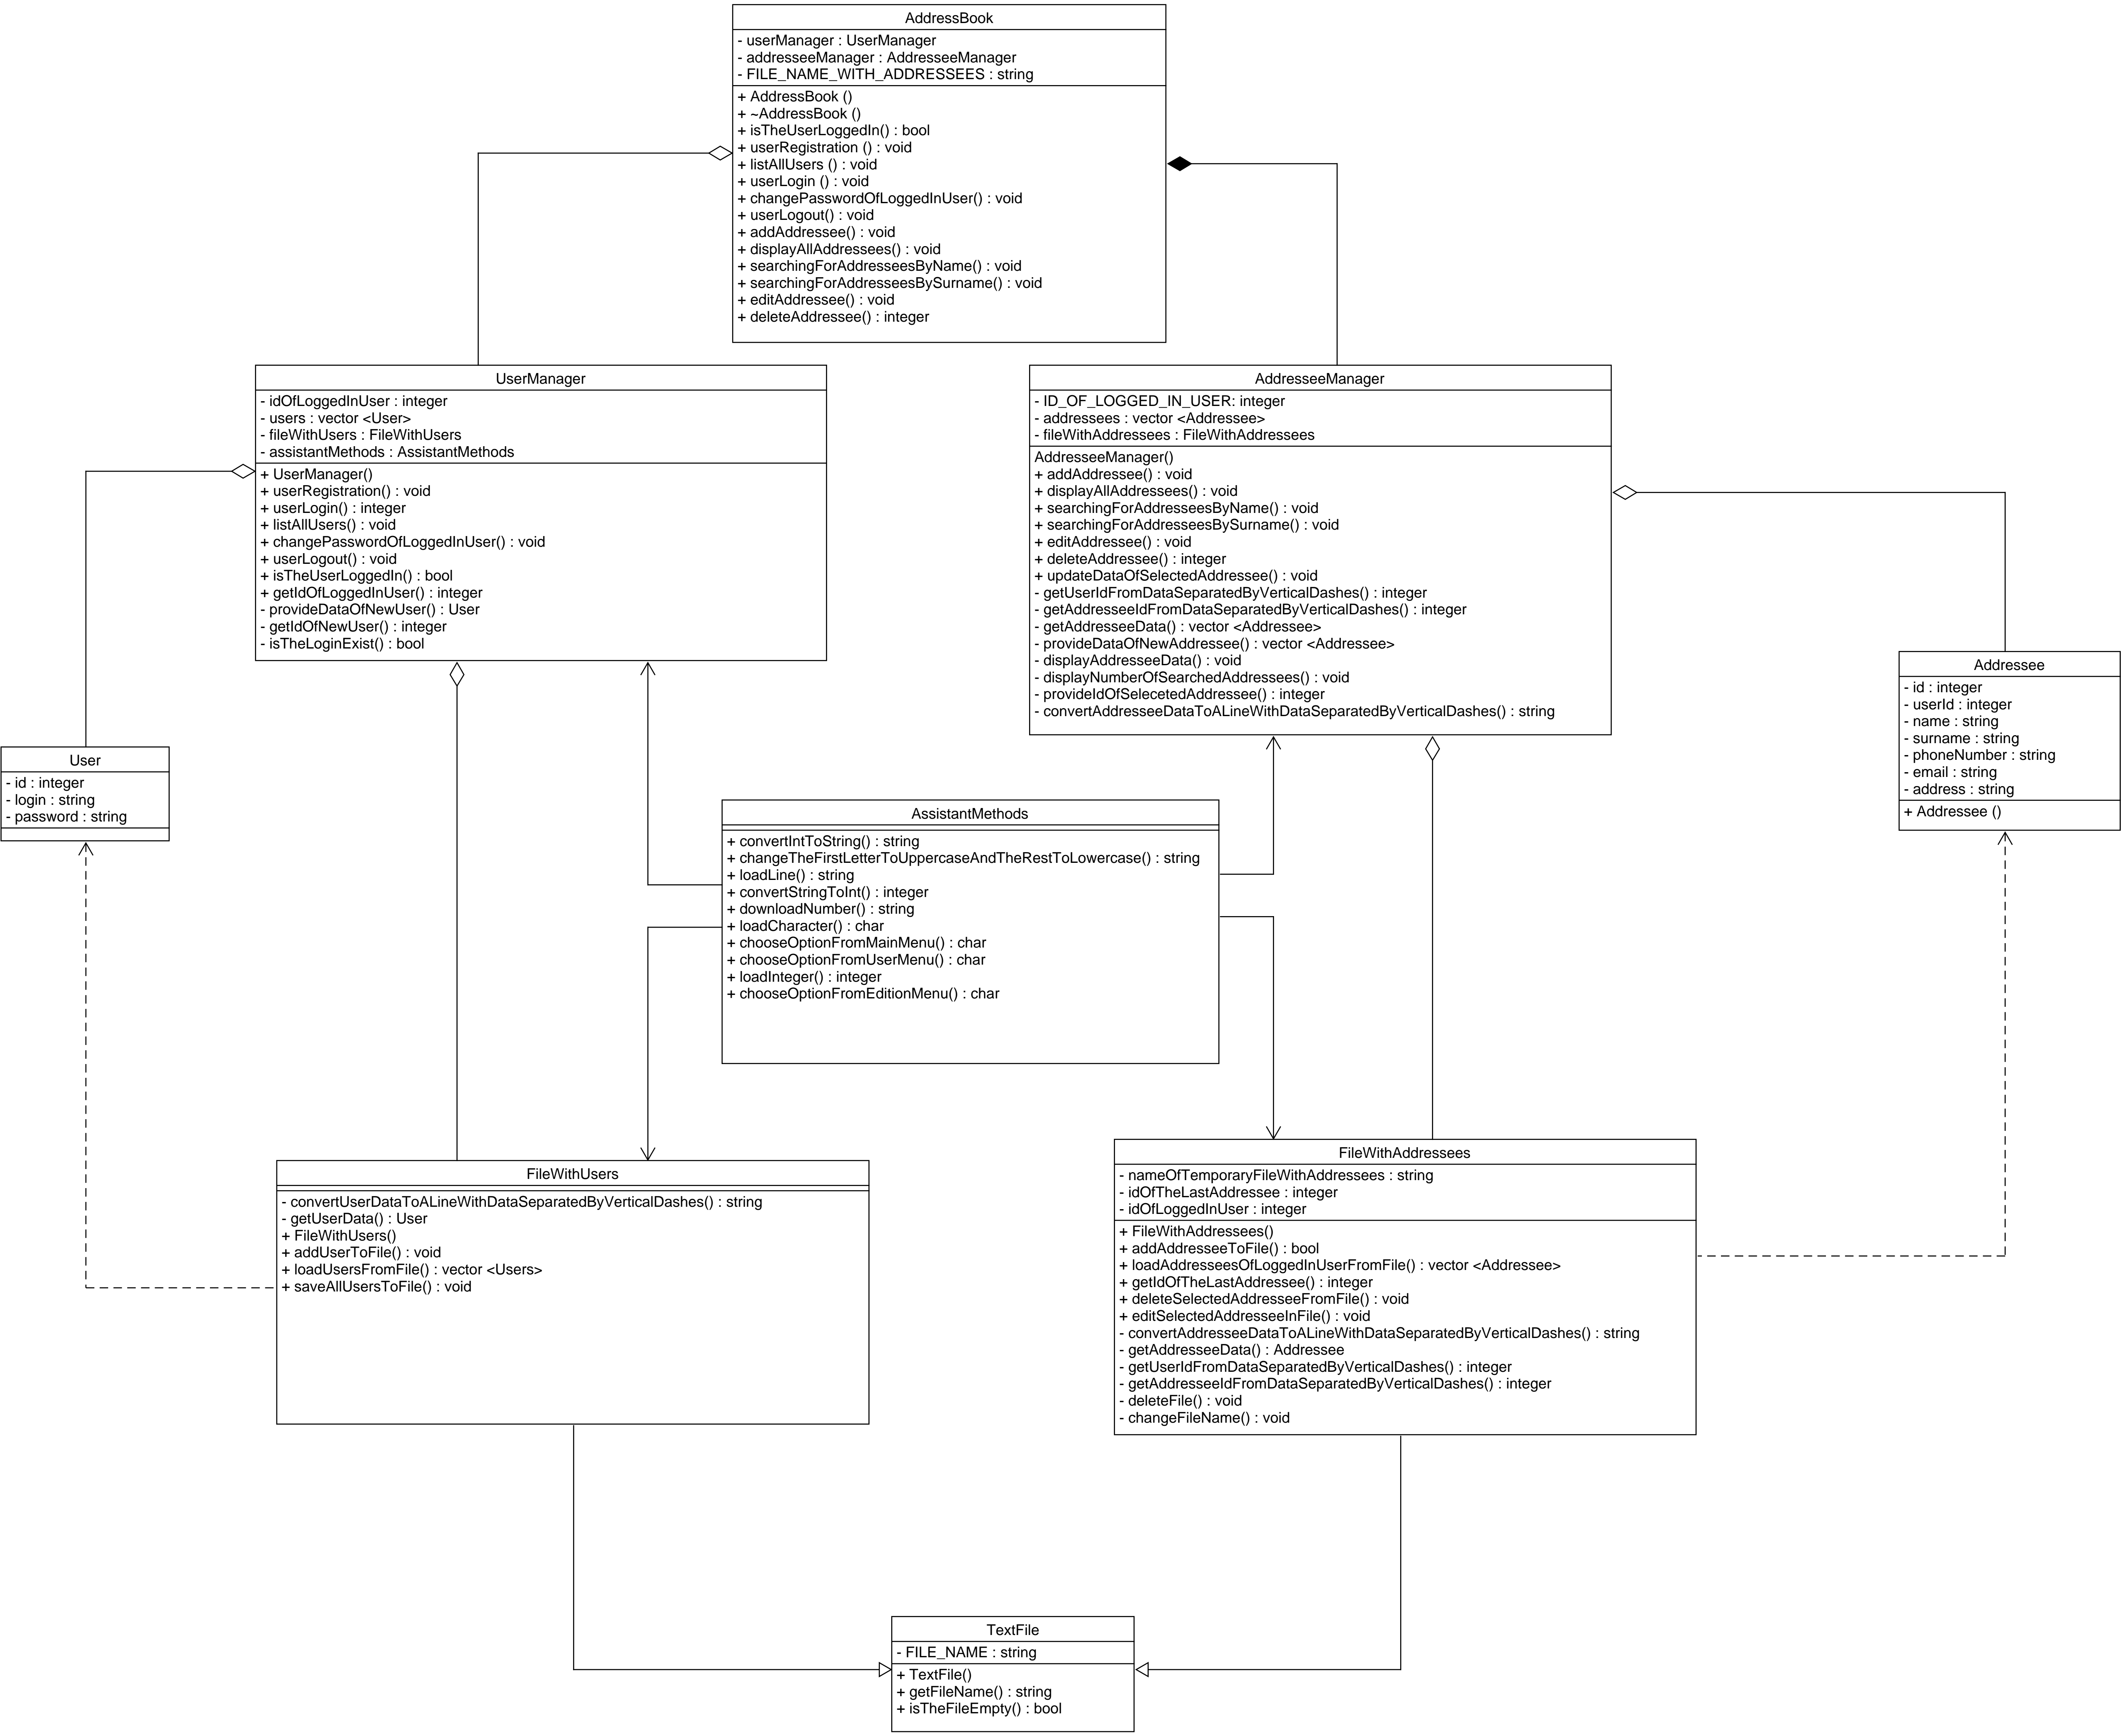 AddressBook
- userManager : UserManager
- addresseeManager : AddresseeManager
- FILE_NAME_WITH_ADDRESSEES : string
+ AddressBook ()
+ ~AddressBook ()
+ isTheUserLoggedIn() : bool
+ userRegistration () : void
+ listAllUsers () : void
+ userLogin () : void
+ changePasswordOfLoggedInUser() : void
+ userLogout() : void
+ addAddressee() : void
+ displayAllAddressees() : void
+ searchingForAddresseesByName() : void
+ searchingForAddresseesBySurname() : void
+ editAddressee() : void
+ deleteAddressee() : integer
UserManager
- idOfLoggedInUser : integer
- users : vector <User>
- fileWithUsers : FileWithUsers
- assistantMethods : AssistantMethods
+ UserManager()
+ userRegistration() : void
+ userLogin() : integer
+ listAllUsers() : void
+ changePasswordOfLoggedInUser() : void
+ userLogout() : void
+ isTheUserLoggedIn() : bool
+ getIdOfLoggedInUser() : integer
- provideDataOfNewUser() : User
- getIdOfNewUser() : integer
- isTheLoginExist() : bool
AddresseeManager
- ID_OF_LOGGED_IN_USER: integer
- addressees : vector <Addressee>
- fileWithAddressees : FileWithAddressees
AddresseeManager()
+ addAddressee() : void
+ displayAllAddressees() : void
+ searchingForAddresseesByName() : void
+ searchingForAddresseesBySurname() : void
+ editAddressee() : void
+ deleteAddressee() : integer
+ updateDataOfSelectedAddressee() : void
- getUserIdFromDataSeparatedByVerticalDashes() : integer
- getAddresseeIdFromDataSeparatedByVerticalDashes() : integer
- getAddresseeData() : vector <Addressee>
- provideDataOfNewAddressee() : vector <Addressee>
- displayAddresseeData() : void
- displayNumberOfSearchedAddressees() : void
- provideIdOfSelecetedAddressee() : integer
- convertAddresseeDataToALineWithDataSeparatedByVerticalDashes() : string
Addressee
- id : integer
- userId : integer
- name : string
- surname : string
- phoneNumber : string
- email : string
- address : string
+ Addressee ()
User
- id : integer
- login : string
- password : string
AssistantMethods
+ convertIntToString() : string
+ changeTheFirstLetterToUppercaseAndTheRestToLowercase() : string
+ loadLine() : string
+ convertStringToInt() : integer
+ downloadNumber() : string
+ loadCharacter() : char
+ chooseOptionFromMainMenu() : char
+ chooseOptionFromUserMenu() : char
+ loadInteger() : integer
+ chooseOptionFromEditionMenu() : char
FileWithUsers
- convertUserDataToALineWithDataSeparatedByVerticalDashes() : string
- getUserData() : User
+ FileWithUsers()
+ addUserToFile() : void
+ loadUsersFromFile() : vector <Users>
+ saveAllUsersToFile() : void
FileWithAddressees
- nameOfTemporaryFileWithAddressees : string
- idOfTheLastAddressee : integer
- idOfLoggedInUser : integer
+ FileWithAddressees()
+ addAddresseeToFile() : bool
+ loadAddresseesOfLoggedInUserFromFile() : vector <Addressee>
+ getIdOfTheLastAddressee() : integer
+ deleteSelectedAddresseeFromFile() : void
+ editSelectedAddresseeInFile() : void
- convertAddresseeDataToALineWithDataSeparatedByVerticalDashes() : string
- getAddresseeData() : Addressee
- getUserIdFromDataSeparatedByVerticalDashes() : integer
- getAddresseeIdFromDataSeparatedByVerticalDashes() : integer
- deleteFile() : void
- changeFileName() : void
TextFile
- FILE_NAME : string
+ TextFile()
+ getFileName() : string
+ isTheFileEmpty() : bool